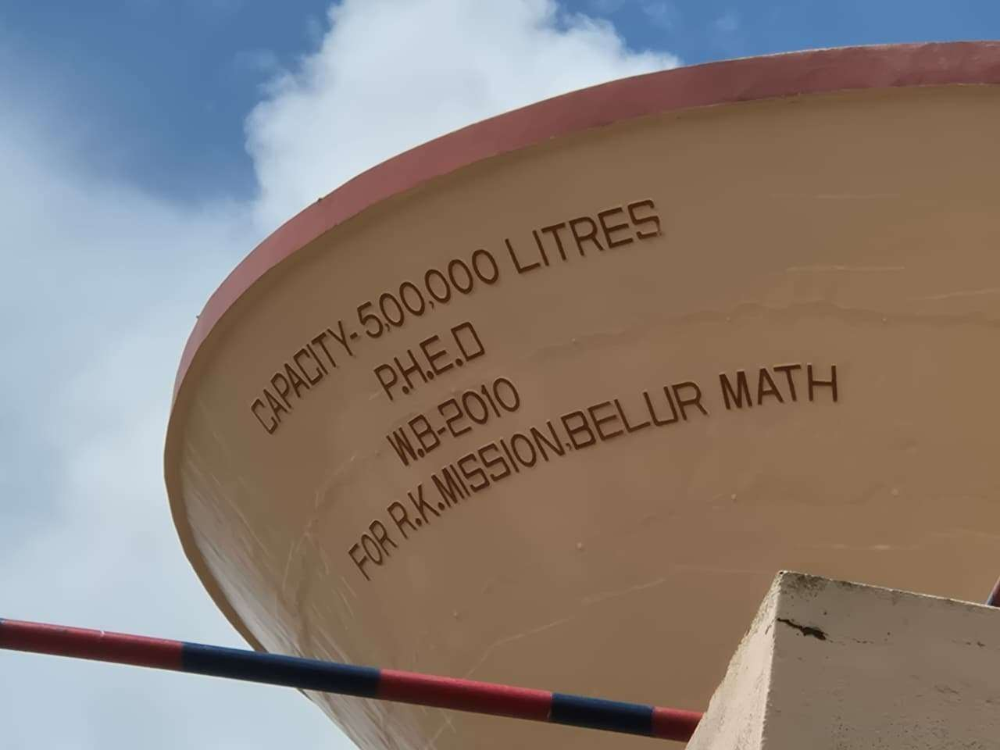 CAPACITY-5,00,000 LITRES
P.H.E.D
W.B-2010
FOR R.K.MISSION,BELUR MATH